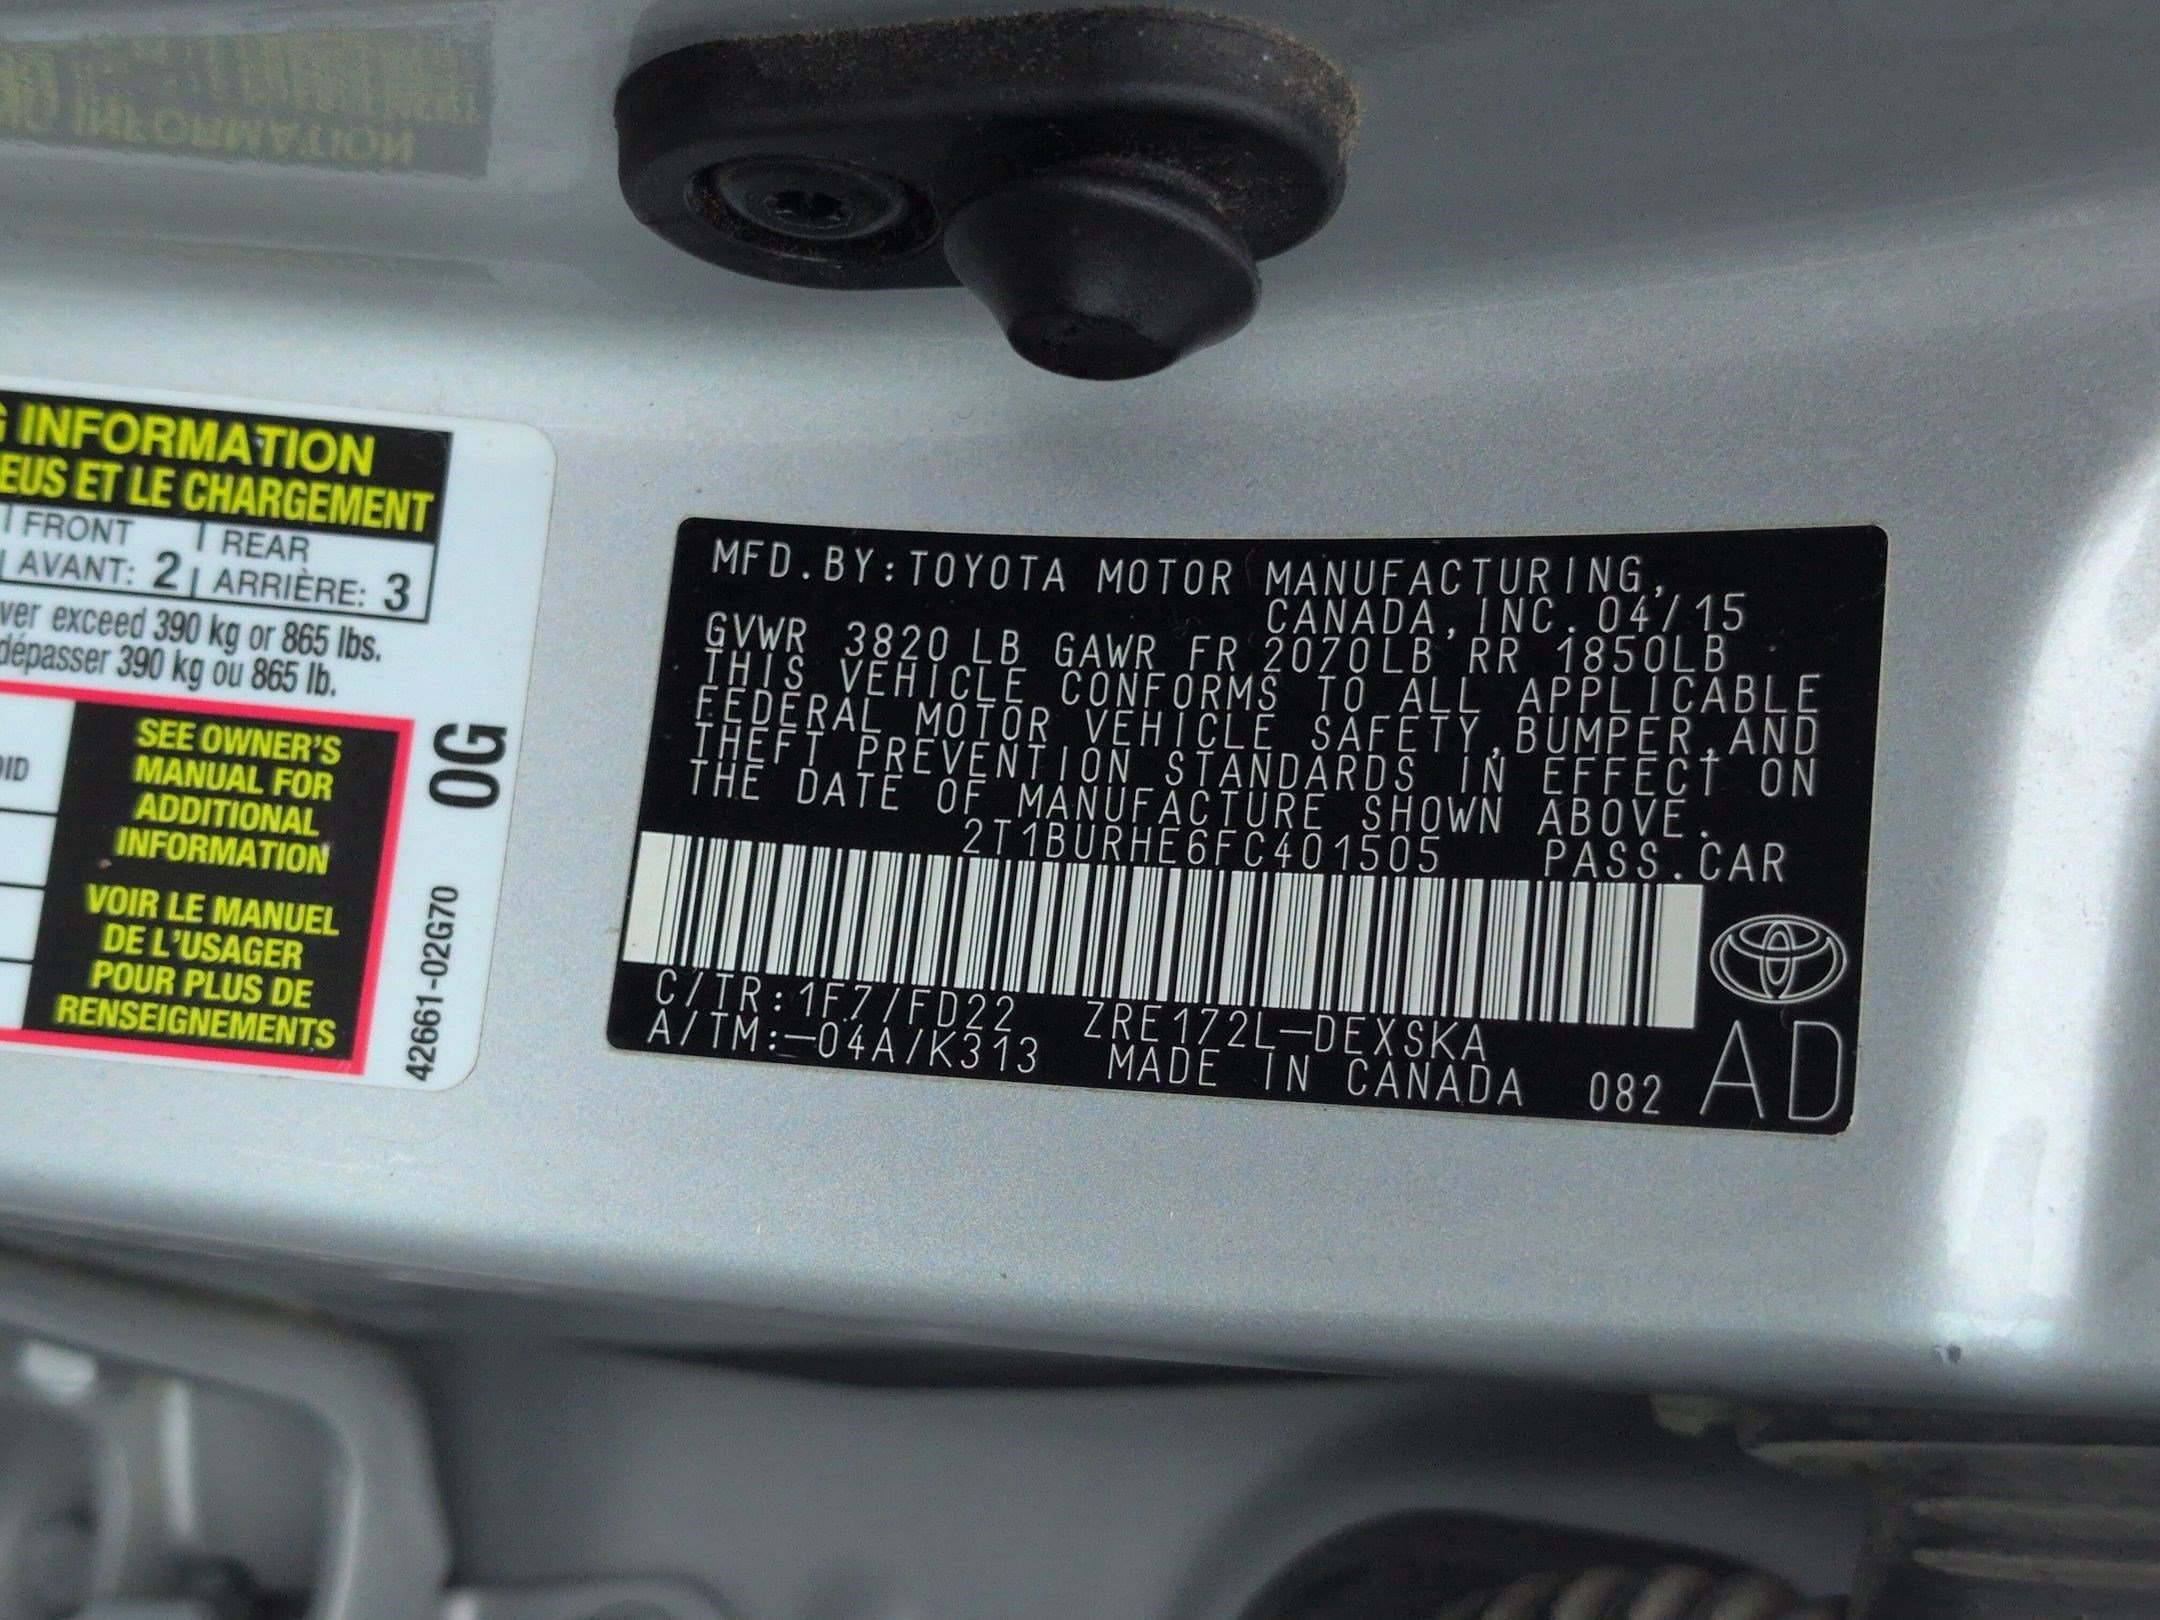 G INFORMATION
EUS ET LE CHARGEMENT
FRONT REAR
AVANT: 2 ARRIÈRE: 3
ver exceed 390 kg or 865 lbs.
dépasser 390 kg ou 865 lb.
SEE OWNER'S
MANUAL FOR
ADDITIONAL
INFORMATION
VOIR LE MANUEL
DE L'USAGER
POUR PLUS DE
RENSEIGNEMENTS
0G
42661-02G70
MFD.BY:TOYOTA MOTOR MANUFACTURING,
CANADA,INC. 04/15
GVWR 3820 LB GAWR FR 2070LB RR 1850LB
THIS VEHICLE CONFORMS TO ALL APPLICABLE
FEDERAL MOTOR VEHICLE SAFETY,BUMPER,AND
THEFT PREVENTION STANDARDS IN EFFECT ON
THE DATE OF MANUFACTURE SHOWN ABOVE.
2T1BURHE6FC401505 PASS.CAR
C/TR:1F7/FD22 ZRE172L-DEXSKA
A/TM:-04A/K313 MADE IN CANADA 082 AD